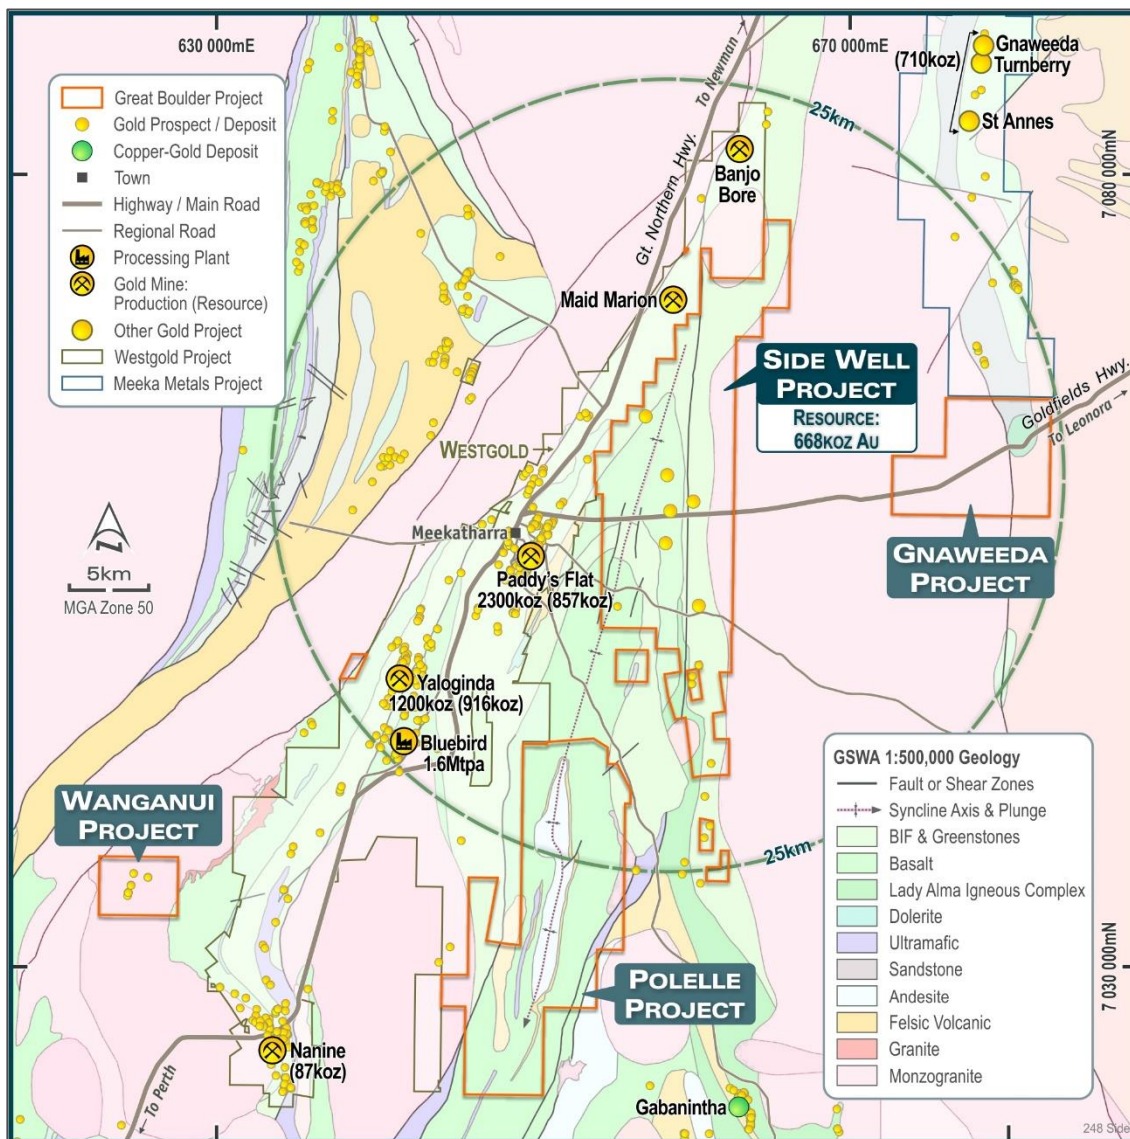 630 000mE
670 000mE
To Newman →
Gnaweeda
Turnberry
(710koz)
St Annes
25km
7 080 000mN
Great Boulder Project
Gold Prospect / Deposit
Copper-Gold Deposit
Town
Highway / Main Road
Regional Road
Processing Plant
Gold Mine:
Production (Resource)
Other Gold Project
Westgold Project
Meeka Metals Project
Banjo
Bore
Gt. Northern Hwy.
Maid Marion
SIDE WELL
PROJECT
RESOURCE:
668KOZ AU
Goldfields Hwy.
To Leonora →
WESTGOLD
Meekatharra
N
5km
MGA Zone 50
Paddy's Flat
2300koz (857koz)
GNAWEEDA
PROJECT
Yaloginda
1200koz (916koz)
Bluebird
1.6Mtpa
WANGANUI
PROJECT
25km
POLELLE
PROJECT
7 030 000mN
Nannine
(87koz)
To Perth
Gabanintha
GSWA 1:500,000 Geology
Fault or Shear Zones
Syncline Axis & Plunge
BIF & Greenstones
Basalt
Lady Alma Igneous Complex
Dolerite
Ultramafic
Sandstone
Andesite
Felsic Volcanic
Granite
Monzogranite
248 Side